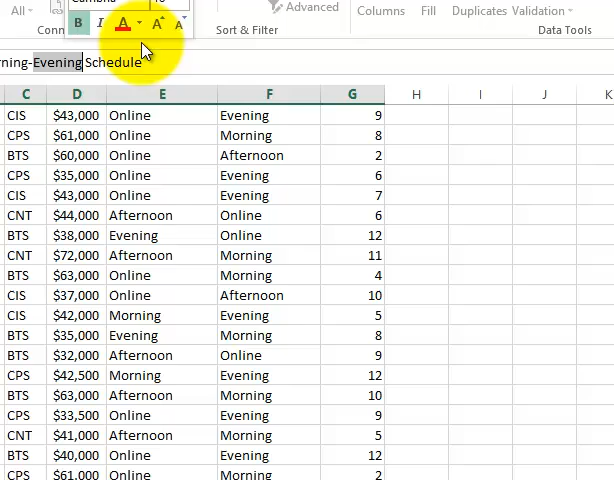 All Advanced Columns Fill Duplicates Validation
B I A A A
Conn Sort & Filter Data Tools
rning-Evening Schedule
C D E F G H I J K
CIS $43,000 Online Evening 9
CPS $61,000 Online Morning 8
BTS $60,000 Online Afternoon 2
CPS $35,000 Online Evening 6
CIS $43,000 Online Evening 7
CNT $44,000 Afternoon Online 6
BTS $38,000 Evening Online 12
CNT $72,000 Afternoon Morning 11
BTS $63,000 Online Morning 4
CIS $37,000 Online Afternoon 10
CIS $42,000 Morning Evening 5
BTS $35,000 Evening Morning 8
BTS $32,000 Afternoon Online 9
CPS $42,500 Morning Evening 12
BTS $63,000 Afternoon Morning 10
CPS $33,500 Online Evening 9
CNT $41,000 Afternoon Morning 5
BTS $40,000 Online Evening 12
CPS $61,000 Online Morning 2